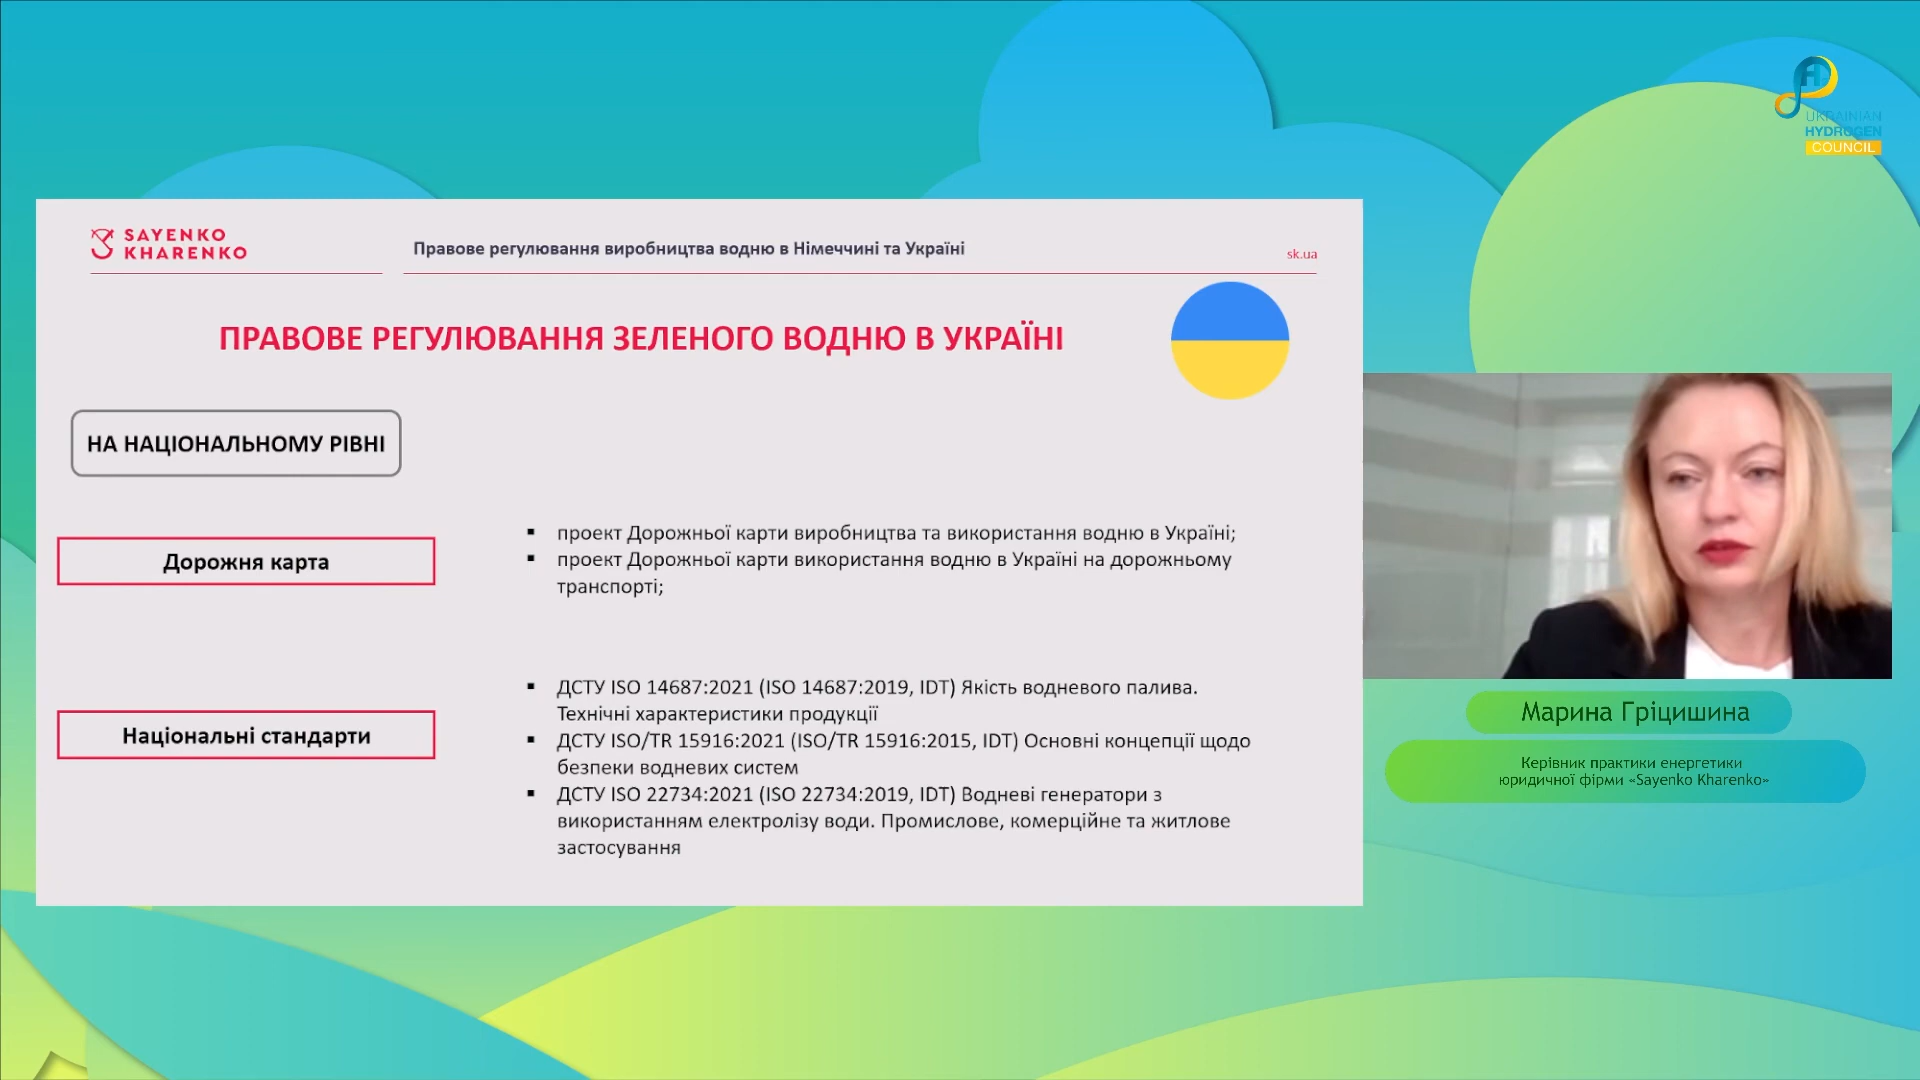 UKRAINIAN
HYDROGEN
COUNCIL
SAYENKO
KHARENKO
Правове регулювання виробництва водню в Німеччині та Україні
sk.ua
ПРАВОВЕ РЕГУЛЮВАННЯ ЗЕЛЕНОГО ВОДНЮ В УКРАЇНІ
НА НАЦІОНАЛЬНОМУ РІВНІ
Дорожня карта
▪ проект Дорожньої карти виробництва та використання водню в Україні;
▪ проект Дорожньої карти використання водню в Україні на дорожньому
транспорті;
Національні стандарти
▪ ДСТУ ISO 14687:2021 (ISO 14687:2019, IDT) Якість водневого палива.
Технічні характеристики продукції
▪ ДСТУ ISO/TR 15916:2021 (ISO/TR 15916:2015, IDT) Основні концепції щодо
безпеки водневих систем
▪ ДСТУ ISO 22734:2021 (ISO 22734:2019, IDT) Водневі генератори з
використанням електролізу води. Промислове, комерційне та житлове
застосування
Марина Гріцишина
Керівник практики енергетики
юридичної фірми «Sayenko Kharenko»